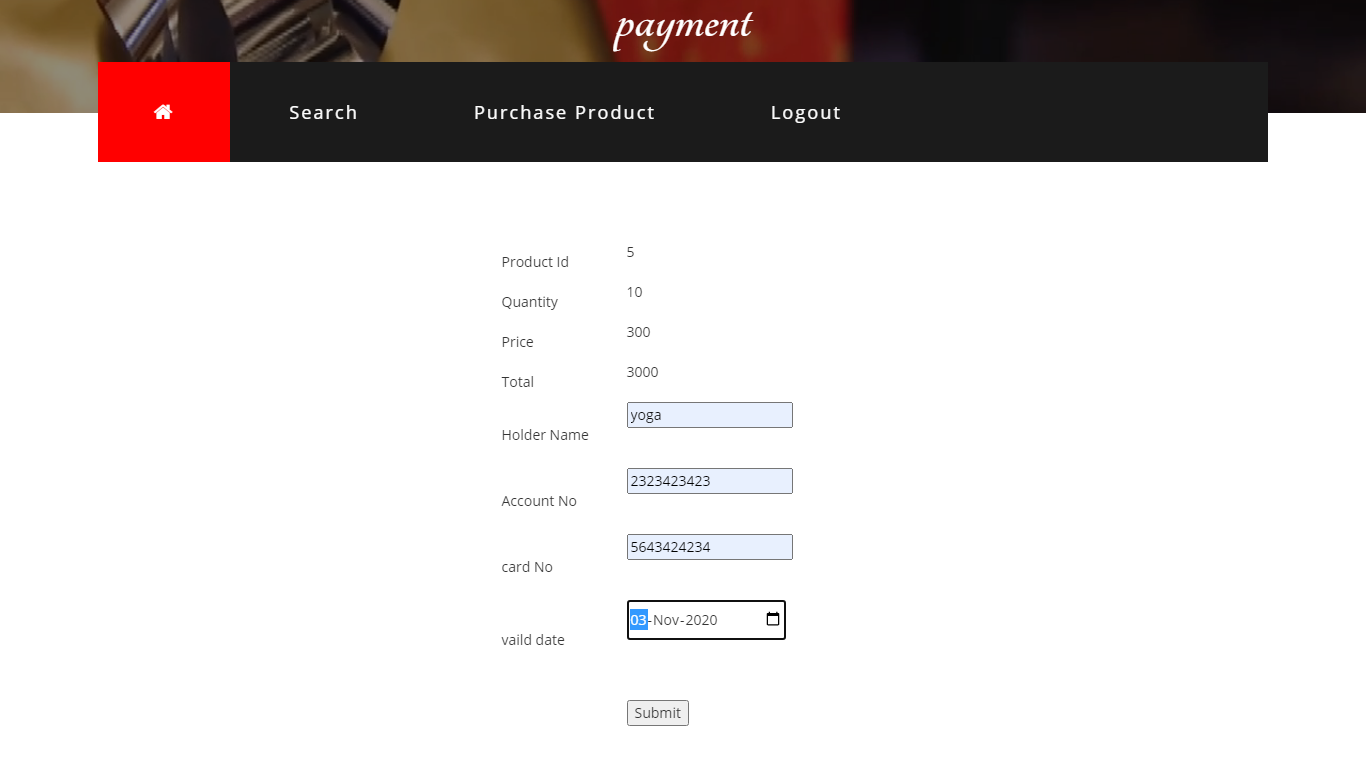 payment
Search Purchase Product Logout
Product Id 5
Quantity 10
Price 300
Total 3000
Holder Name yoga
Account No 2323423423
card No 5643424234
vaild date 03-Nov-2020
Submit